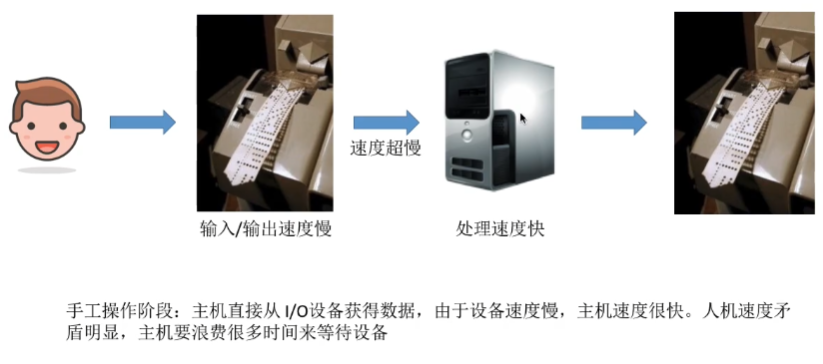 速度超慢
输入/输出速度慢
处理速度快
手工操作阶段：主机直接从 I/O设备获得数据，由于设备速度慢，主机速度很快。人机速度矛
盾明显，主机要浪费很多时间来等待设备